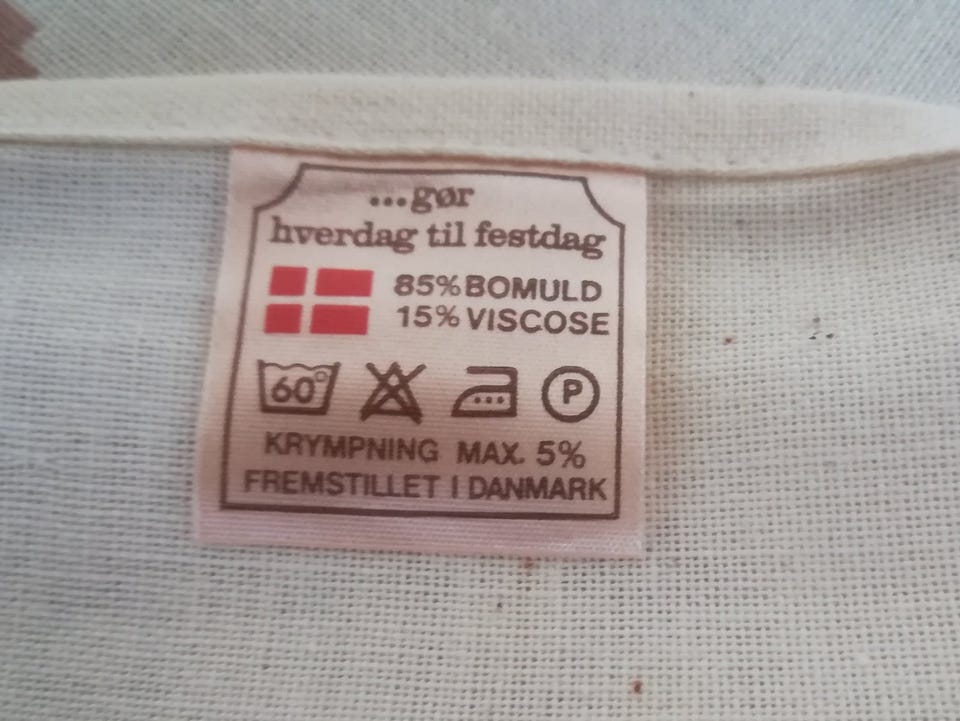 ...gør
hverdag til festdag
85% BOMULD
15% VISCOSE
60°
P
KRYMPNING MAX. 5%
FREMSTILLET I DANMARK